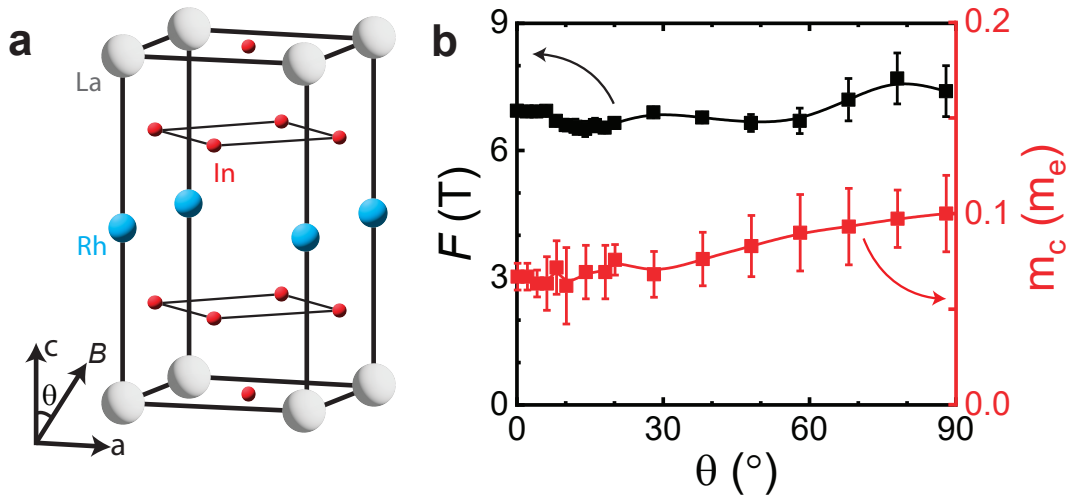 a
La
In
Rh
c
B
θ
a
b
9
6
3
0
F (T)
0
30
60
90
θ (°)
0.2
0.1
0.0
m_c (m_e)